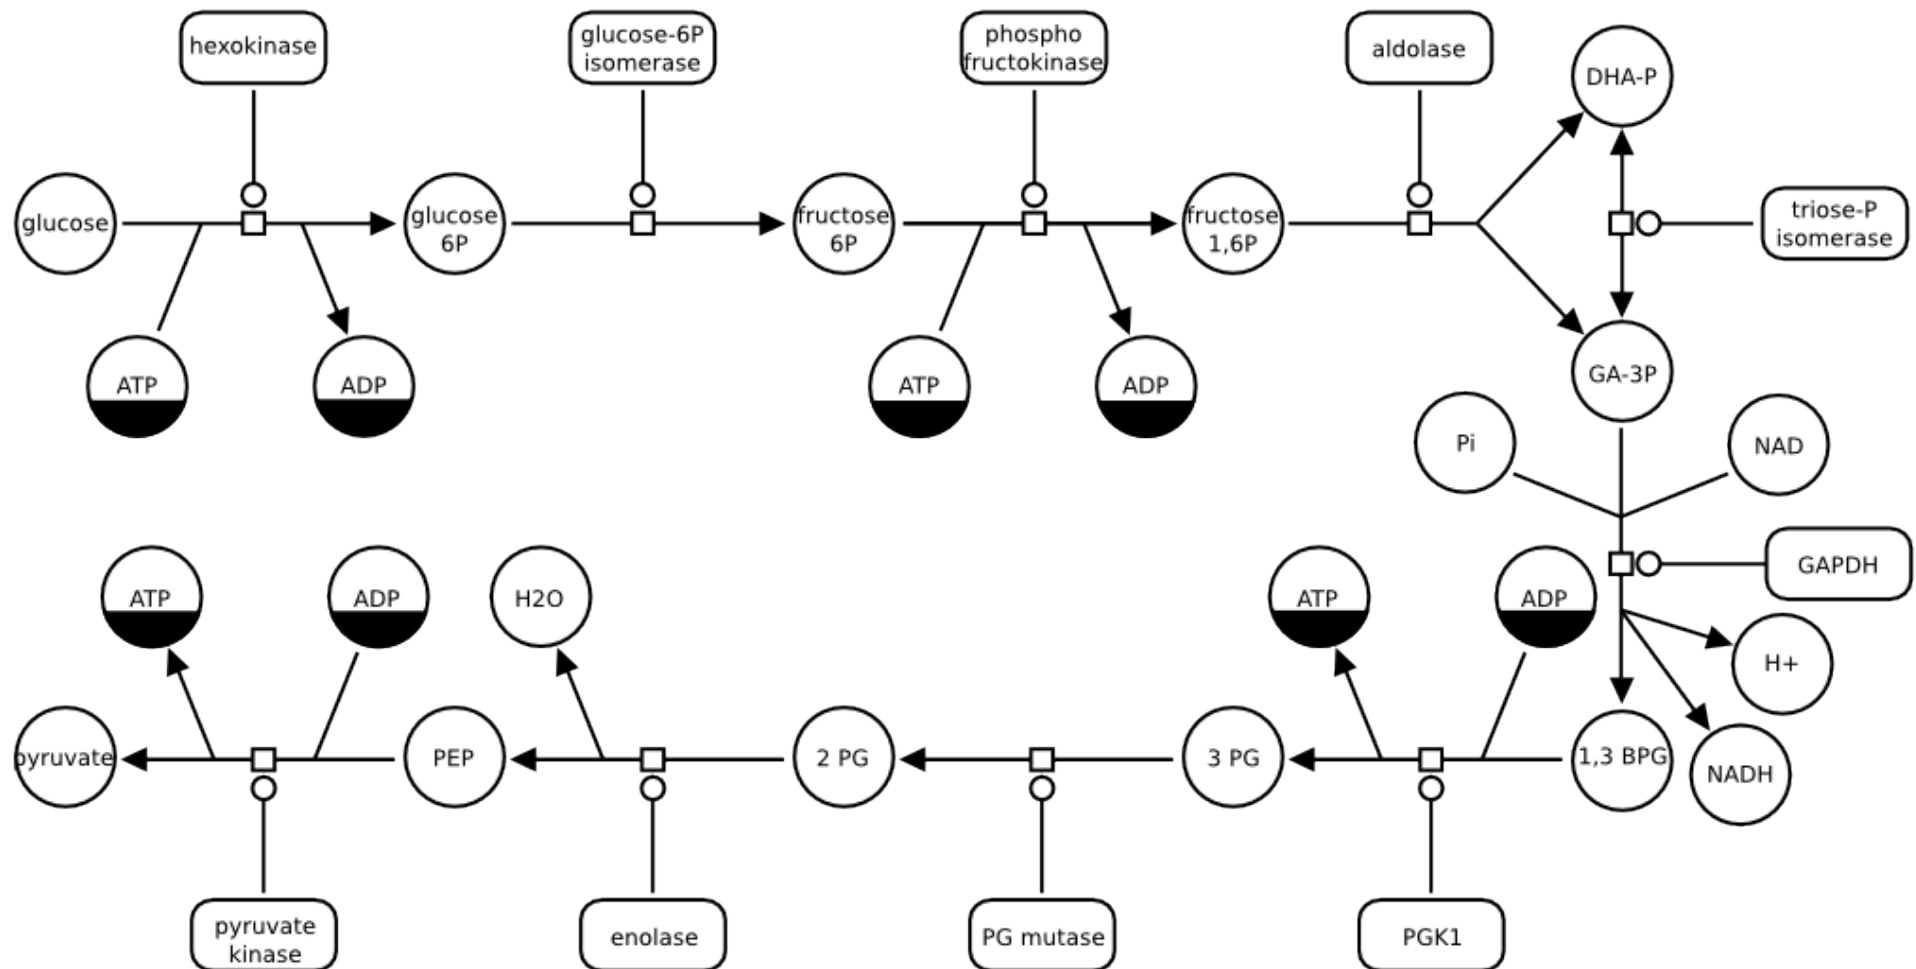 hexokinase
glucose-6P
isomerase
phospho
fructokinase
aldolase
DHA-P
glucose
glucose
6P
fructose
6P
fructose
1,6P
triose-P
isomerase
ATP
ADP
ATP
ADP
GA-3P
Pi
NAD
GAPDH
ATP
ADP
H2O
ATP
ADP
H+
pyruvate
PEP
2 PG
3 PG
1,3 BPG
NADH
pyruvate
kinase
enolase
PG mutase
PGK1